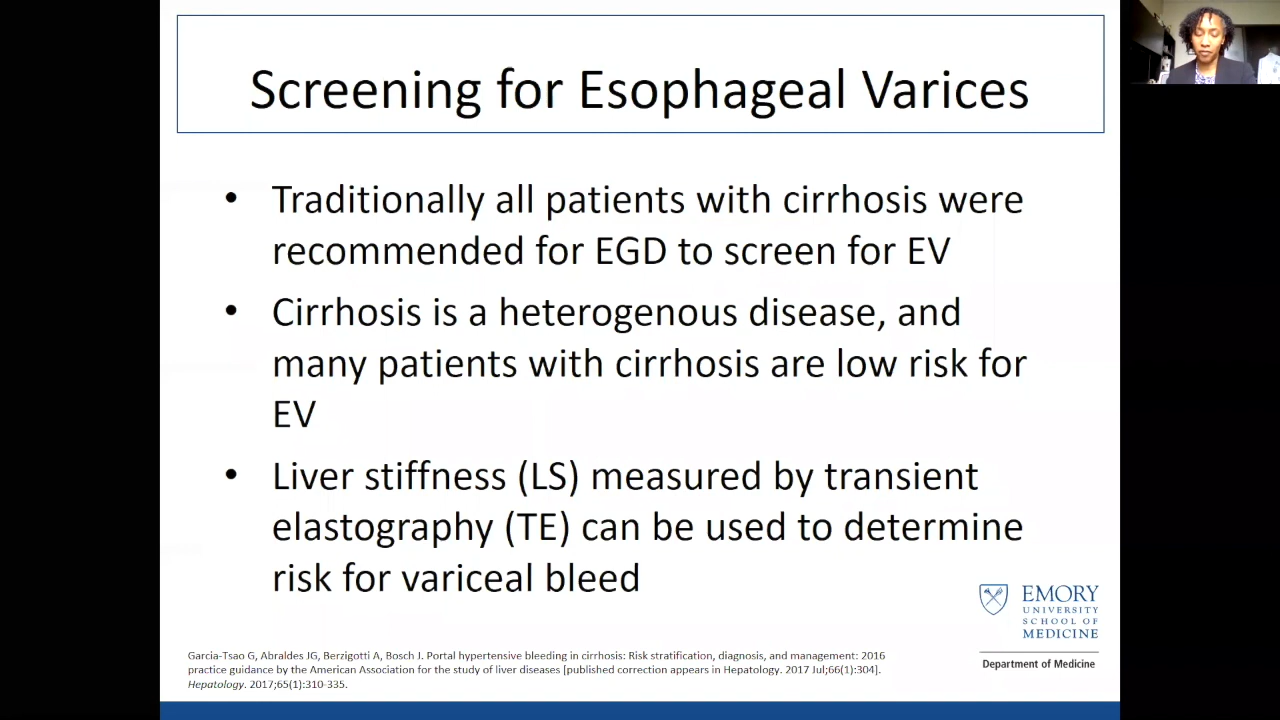 Screening for Esophageal Varices
• Traditionally all patients with cirrhosis were
recommended for EGD to screen for EV
• Cirrhosis is a heterogenous disease, and
many patients with cirrhosis are low risk for
EV
• Liver stiffness (LS) measured by transient
elastography (TE) can be used to determine
risk for variceal bleed
EMORY
UNIVERSITY
SCHOOL OF
MEDICINE
Department of Medicine
Garcia-Tsao G, Abraldes JG, Berzigotti A, Bosch J. Portal hypertensive bleeding in cirrhosis: Risk stratification, diagnosis, and management: 2016
practice guidance by the American Association for the study of liver diseases [published correction appears in Hepatology. 2017 Jul;66(1):304].
Hepatology. 2017;65(1):310-335.